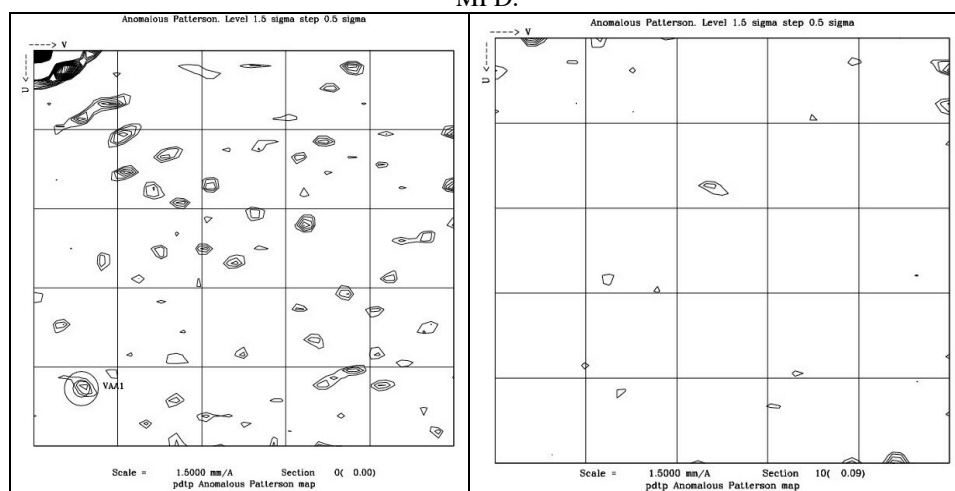 MPD.
Anomalous Patterson. Level 1.5 sigma step 0.5 sigma
----> V
<---- U
VAA1
Scale = 1.5000 mm/A Section 0( 0.00)
pdtp Anomalous Patterson map
Anomalous Patterson. Level 1.5 sigma step 0.5 sigma
----> V
<---- U
Scale = 1.5000 mm/A Section 10( 0.09)
pdtp Anomalous Patterson map